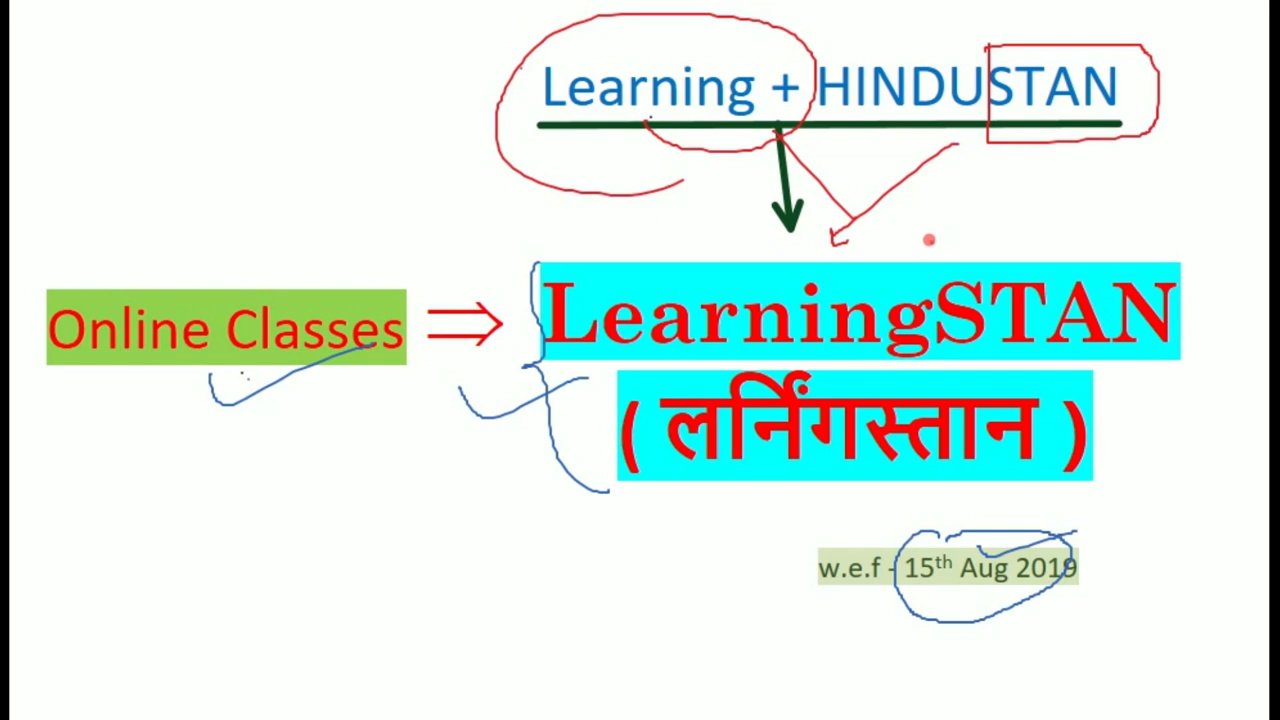 Learning + HINDUSTAN
Online Classes ⇒ LearningSTAN
( लर्निंगस्तान )
w.e.f - 15th Aug 2019